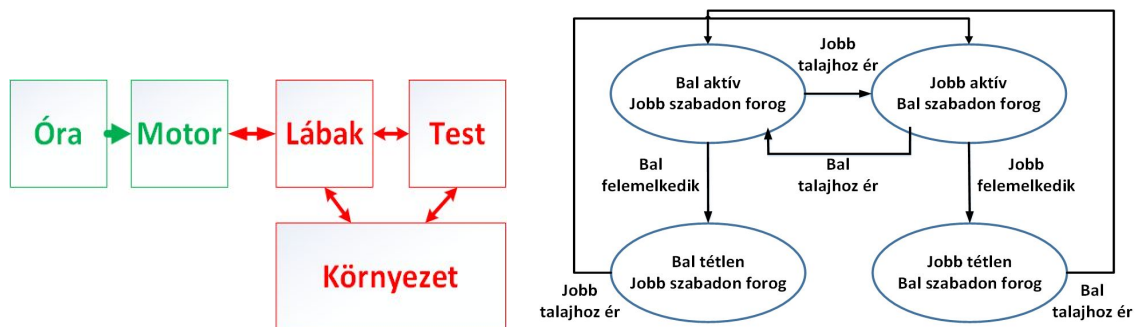 Óra
Motor
Lábak
Test
Környezet
Bal aktív
Jobb szabadon forog
Jobb
talajhoz ér
Jobb aktív
Bal szabadon forog
Bal
felemelkedik
Bal
talajhoz ér
Jobb
felemelkedik
Bal tétlen
Jobb szabadon forog
Jobb tétlen
Bal szabadon forog
Jobb
talajhoz ér
Bal
talajhoz ér